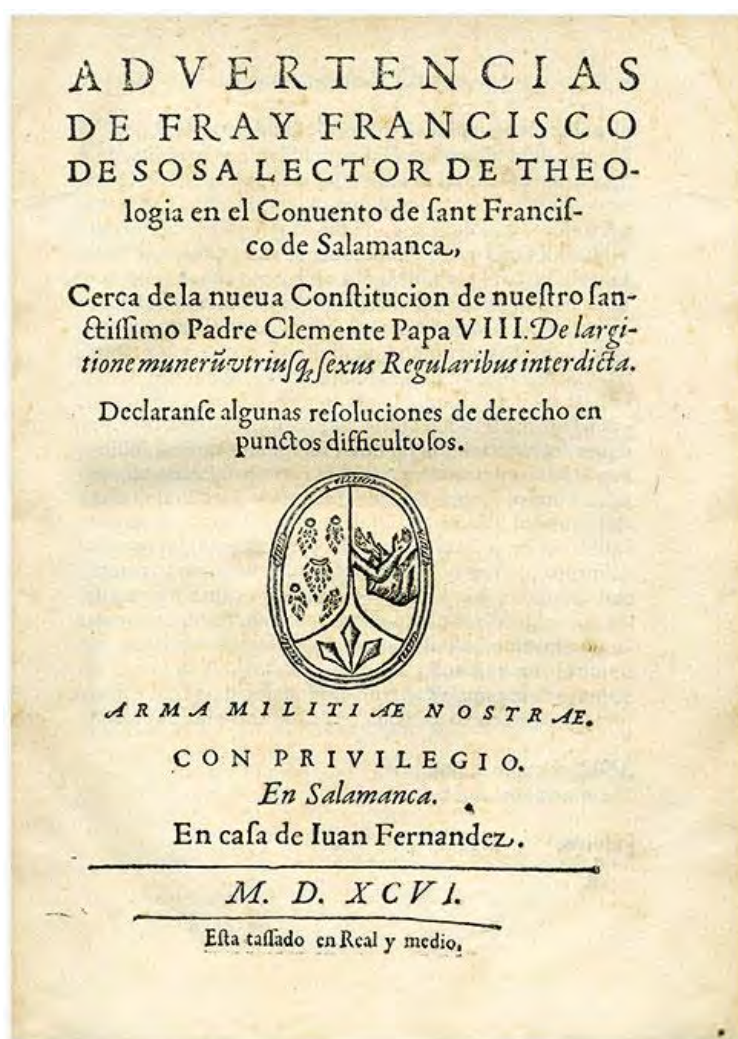 ADVERTENCIAS
DE FRAY FRANCISCO
DE SOSA LECTOR DE THEO-
logia en el Conuento de ſant Franciſ-
co de Salamanca,
Cerca de la nueua Conſtitucion de nueſtro ſan-
ctiſſimo Padre Clemente Papa VIII. De largi-
tione munerũ vtriuſq; ſexus Regularibus interdicta.
Declaranſe algunas reſoluciones de derecho en
punctos difficultoſos.
ARMA MILITIAE NOSTRAE.
CON PRIVILEGIO.
En Salamanca.
En caſa de Iuan Fernandez.
M. D. XCVI.
Eſta taſſado en Real y medio.